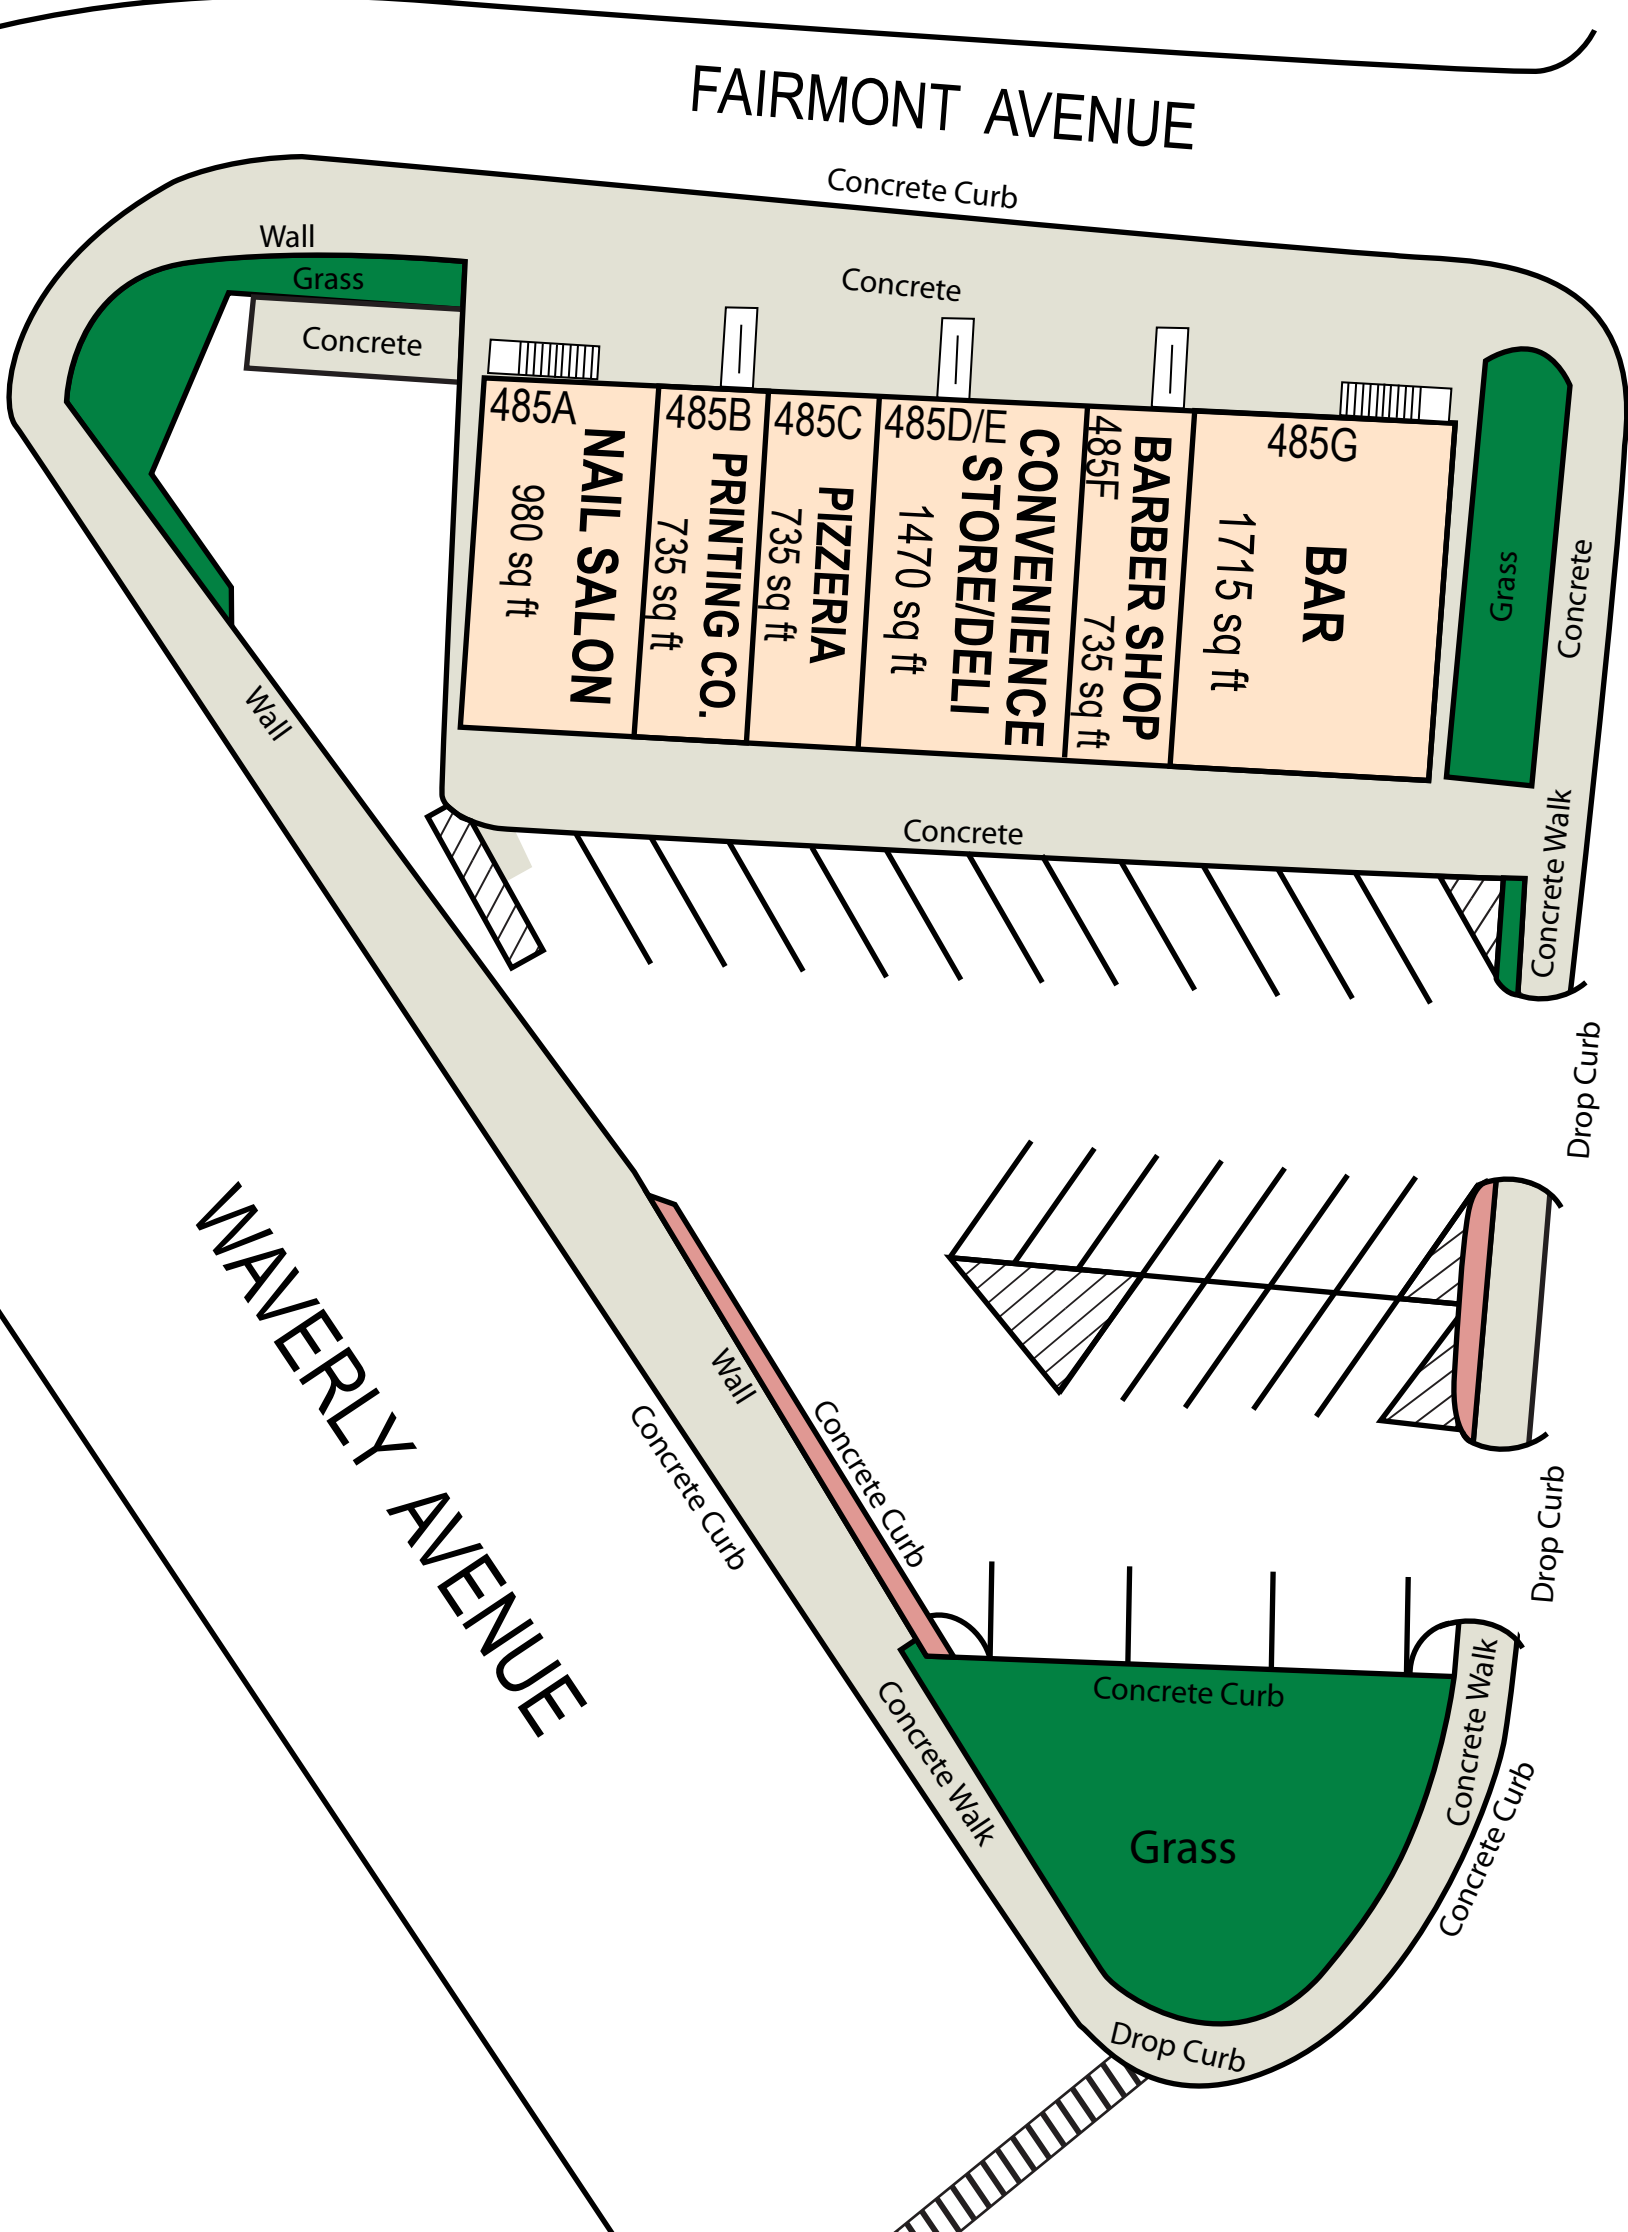 FAIRMONT AVENUE
Concrete Curb
Wall
Grass
Concrete
Concrete
485A
NAIL SALON
980 sq ft
485B
PRINTING CO.
735 sq ft
485C
PIZZERIA
735 sq ft
485D/E
CONVENIENCE
STORE/DELI
1470 sq ft
485F
BARBER SHOP
735 sq ft
485G
BAR
1715 sq ft
Grass
Concrete
Wall
Concrete
Concrete Walk
Drop Curb
WAVERLY AVENUE
Wall
Concrete Curb
Concrete Curb
Drop Curb
Concrete Curb
Concrete Walk
Concrete Walk
Concrete Curb
Grass
Drop Curb